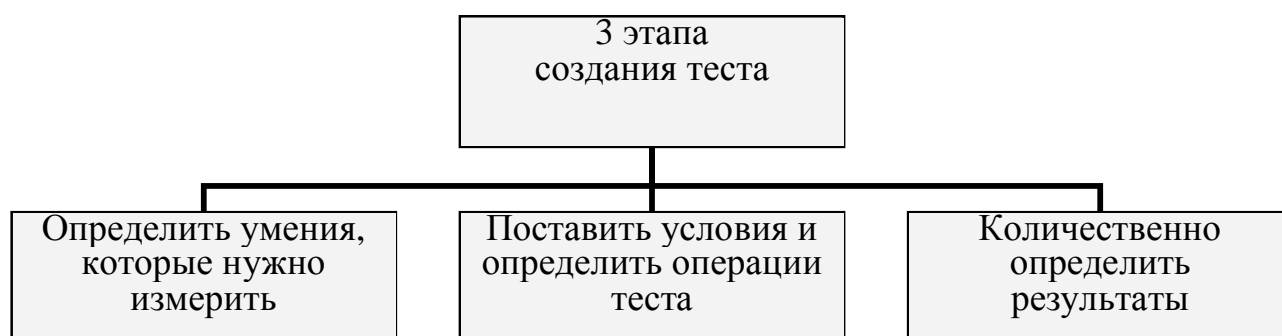 3 этапа
создания теста
Определить умения,
которые нужно
измерить
Поставить условия и
определить операции
теста
Количественно
определить
результаты